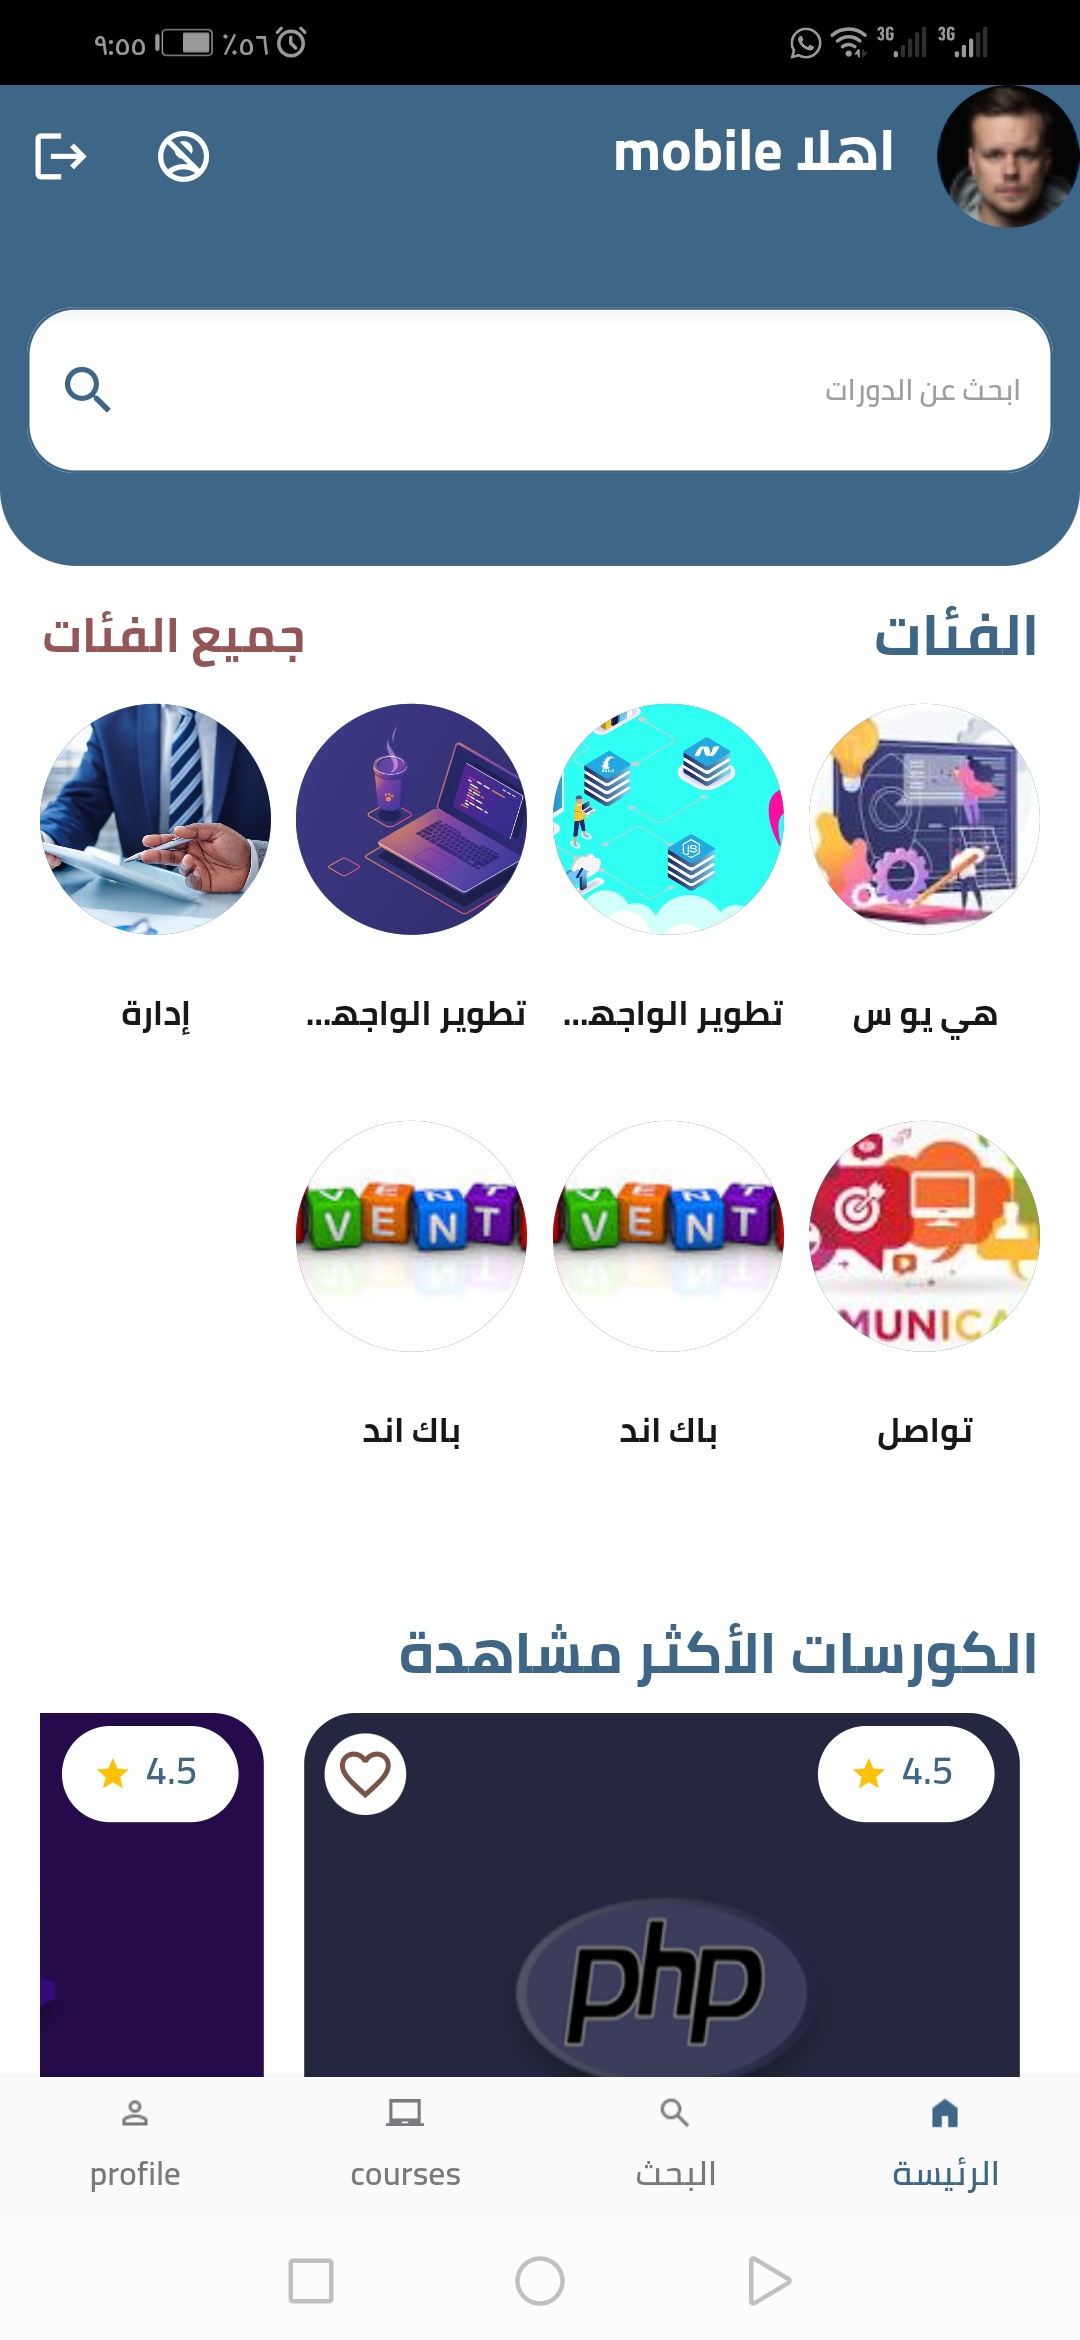 ٩:٥٥ ٪٥٦ 3G 3G
اهلا mobile
ابحث عن الدورات
الفئات
جميع الفئات
هي يو س
تطوير الواجهـ...
تطوير الواجهـ...
إدارة
MUNICA
VENT
VENT
تواصل
باك اند
باك اند
الكورسات الأكثر مشاهدة
4.5
4.5
php
الرئيسة
البحث
courses
profile